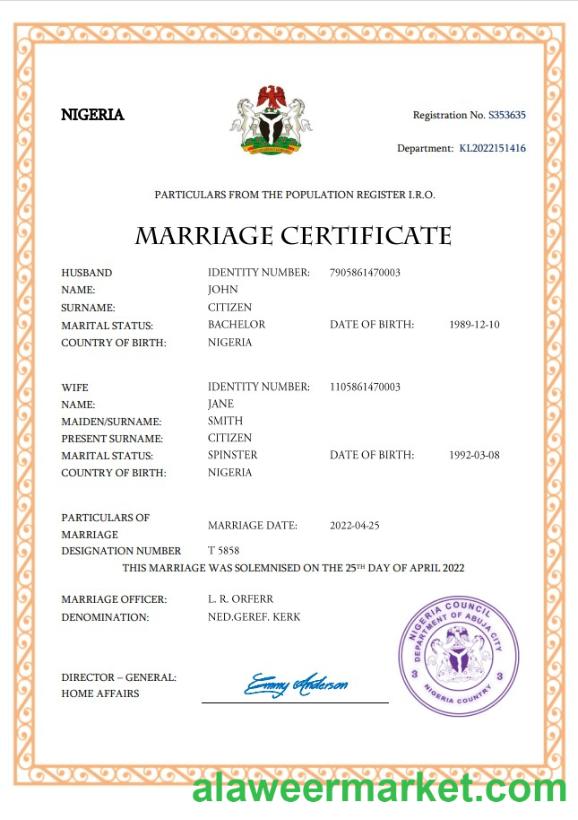 NIGERIA
Registration No. S353635
Department: KL2022151416
PARTICULARS FROM THE POPULATION REGISTER I.R.O.
MARRIAGE CERTIFICATE
HUSBAND IDENTITY NUMBER: 7905861470003
NAME: JOHN
SURNAME: CITIZEN
MARITAL STATUS: BACHELOR DATE OF BIRTH: 1989-12-10
COUNTRY OF BIRTH: NIGERIA
WIFE IDENTITY NUMBER: 1105861470003
NAME: JANE
MAIDEN/SURNAME: SMITH
PRESENT SURNAME: CITIZEN
MARITAL STATUS: SPINSTER DATE OF BIRTH: 1992-03-08
COUNTRY OF BIRTH: NIGERIA
PARTICULARS OF
MARRIAGE MARRIAGE DATE: 2022-04-25
DESIGNATION NUMBER T 5858
THIS MARRIAGE WAS SOLEMNISED ON THE 25TH DAY OF APRIL 2022
MARRIAGE OFFICER: L. R. ORFERR
DENOMINATION: NED.GEREF. KERK
NIGERIA COUNCIL
DEPARTMENT OF ABUJA CITY
3 3
NIGERIA COUNTRY
DIRECTOR – GENERAL:
HOME AFFAIRS
Emmy Anderson
alaweermarket.com